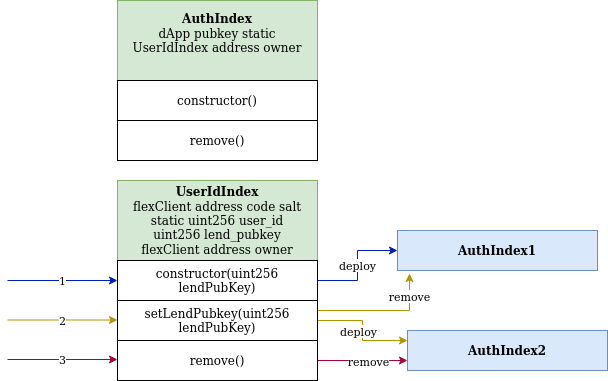 AuthIndex
dApp pubkey static
UserIdIndex address owner
constructor()
remove()
UserIdIndex
flexClient address code salt
static uint256 user_id
uint256 lend_pubkey
flexClient address owner
constructor(uint256
lendPubKey)
setLendPubkey(uint256
lendPubKey)
remove()
1
2
3
deploy
remove
deploy
remove
AuthIndex1
AuthIndex2